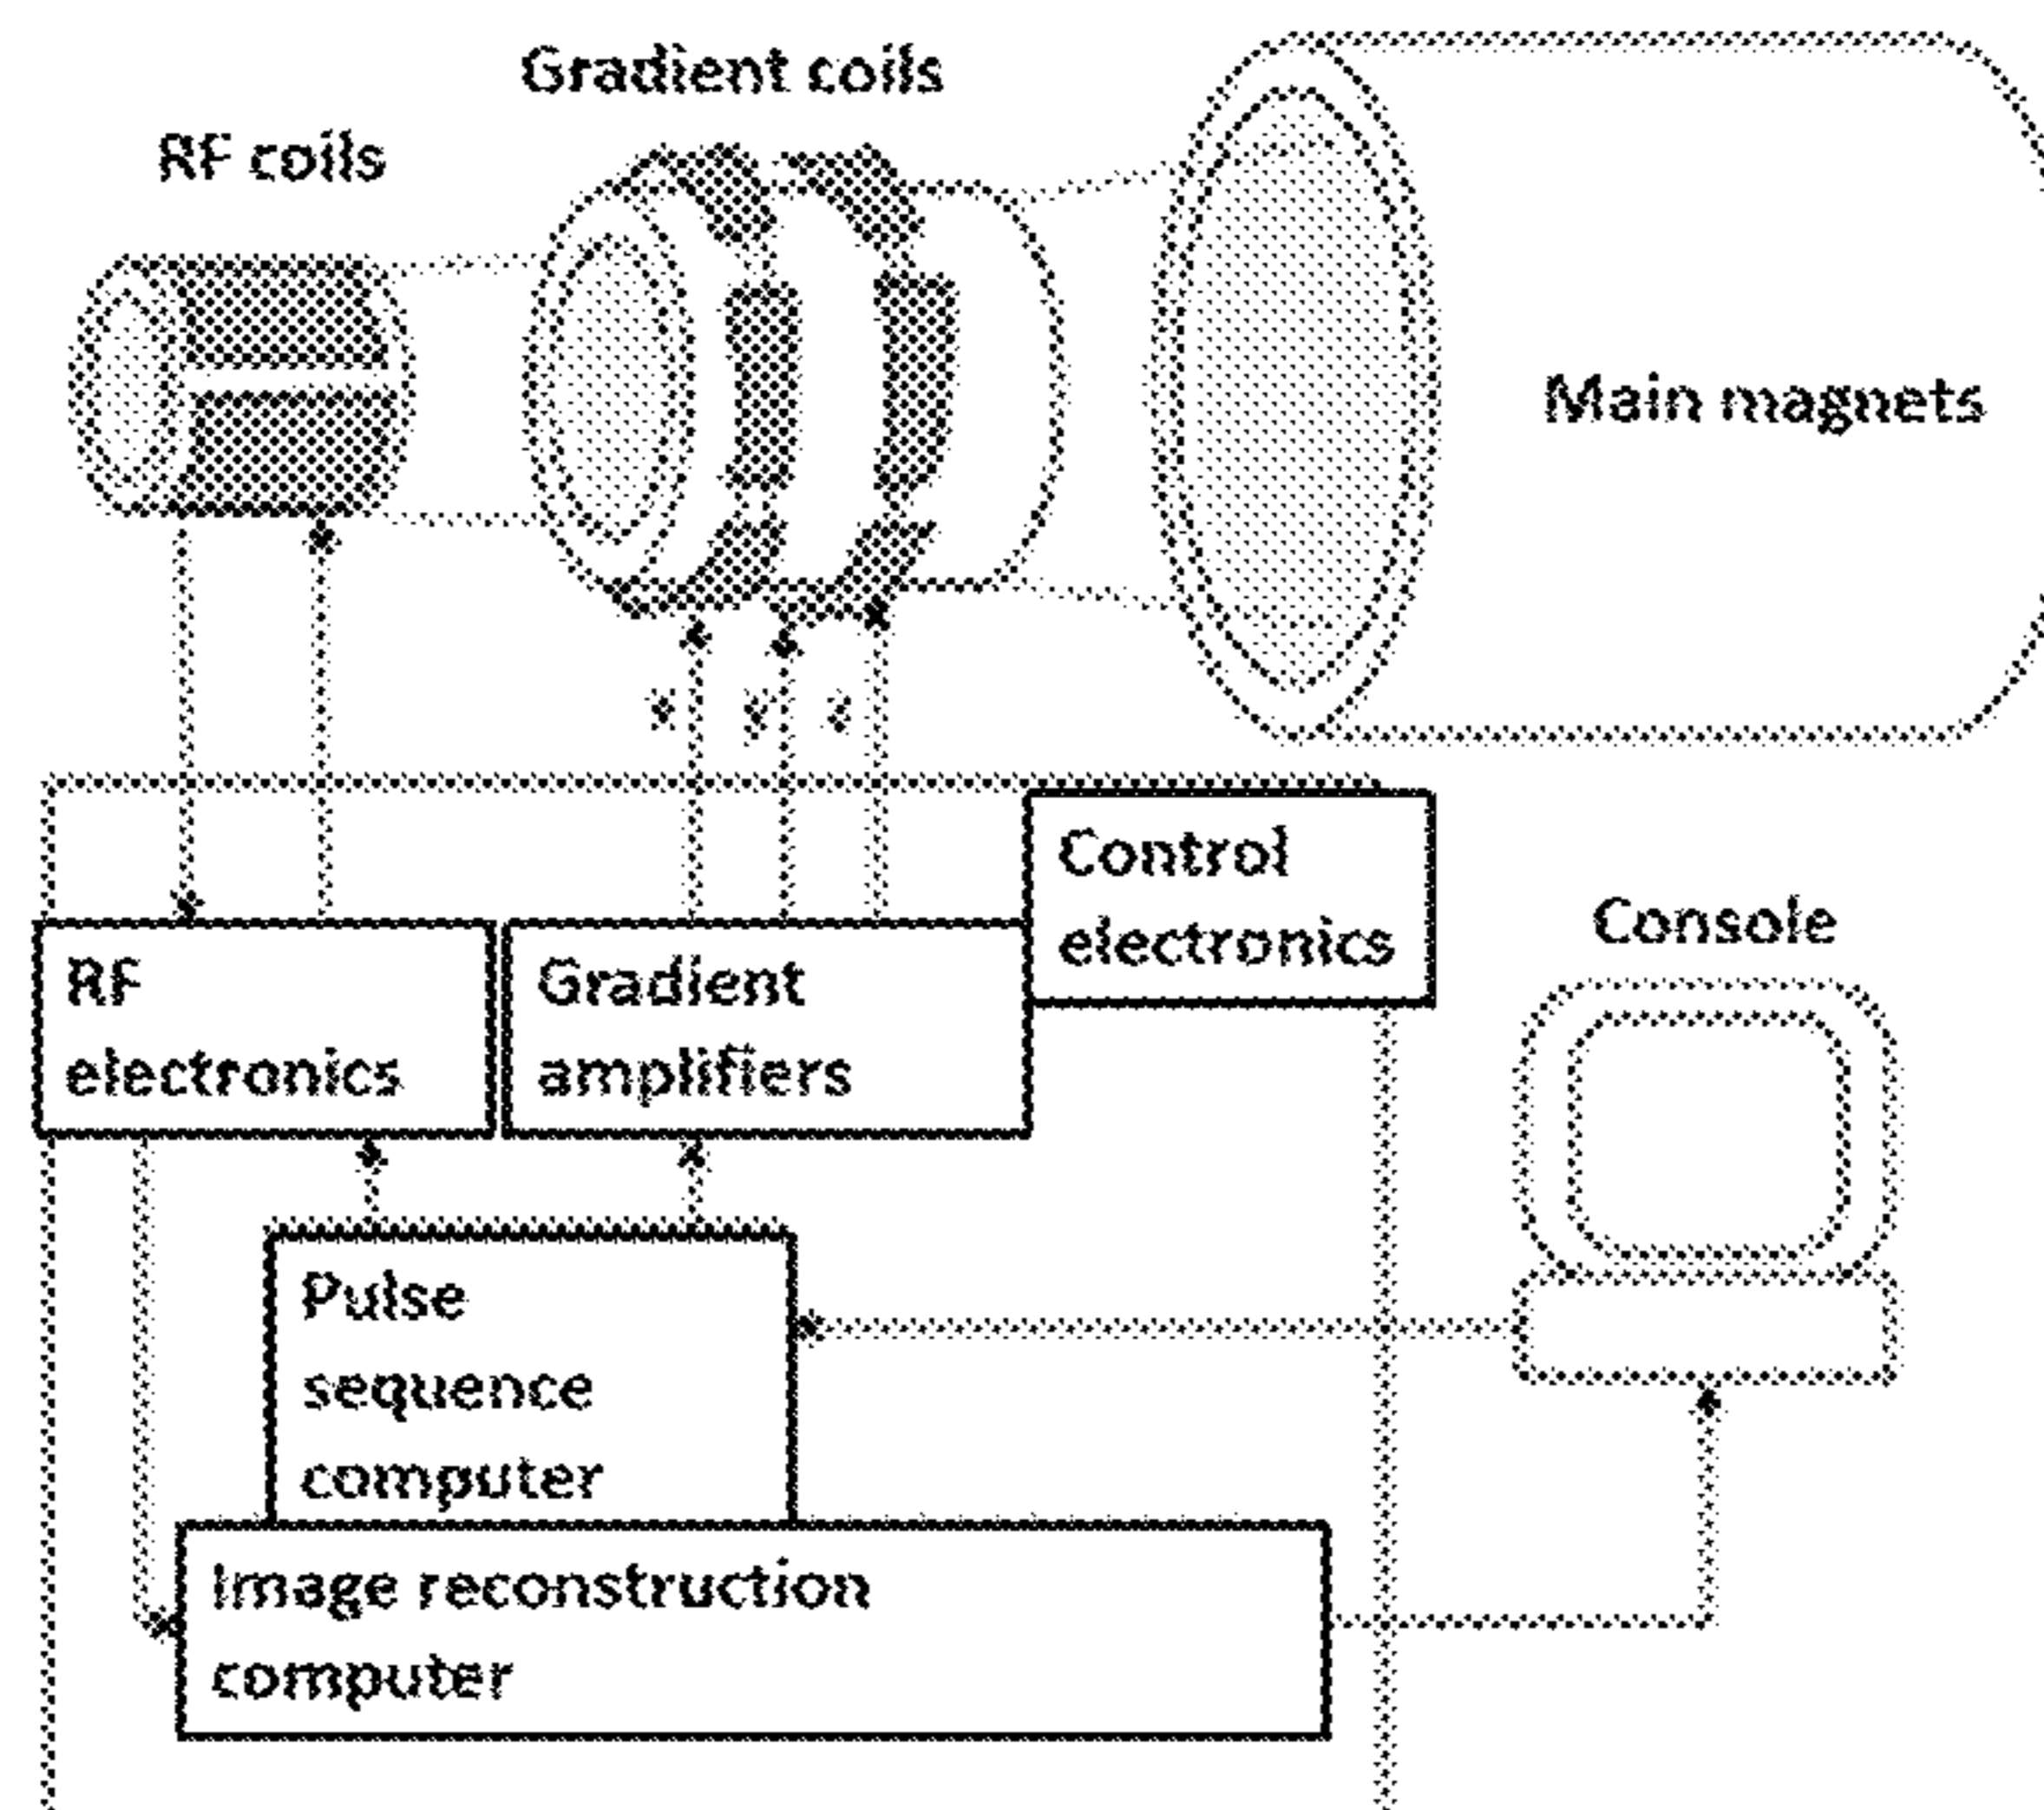 Gradient coils
RF coils
Main magnets
x y z
Control
electronics
Console
RF
electronics
Gradient
amplifiers
Pulse
sequence
computer
Image reconstruction
computer